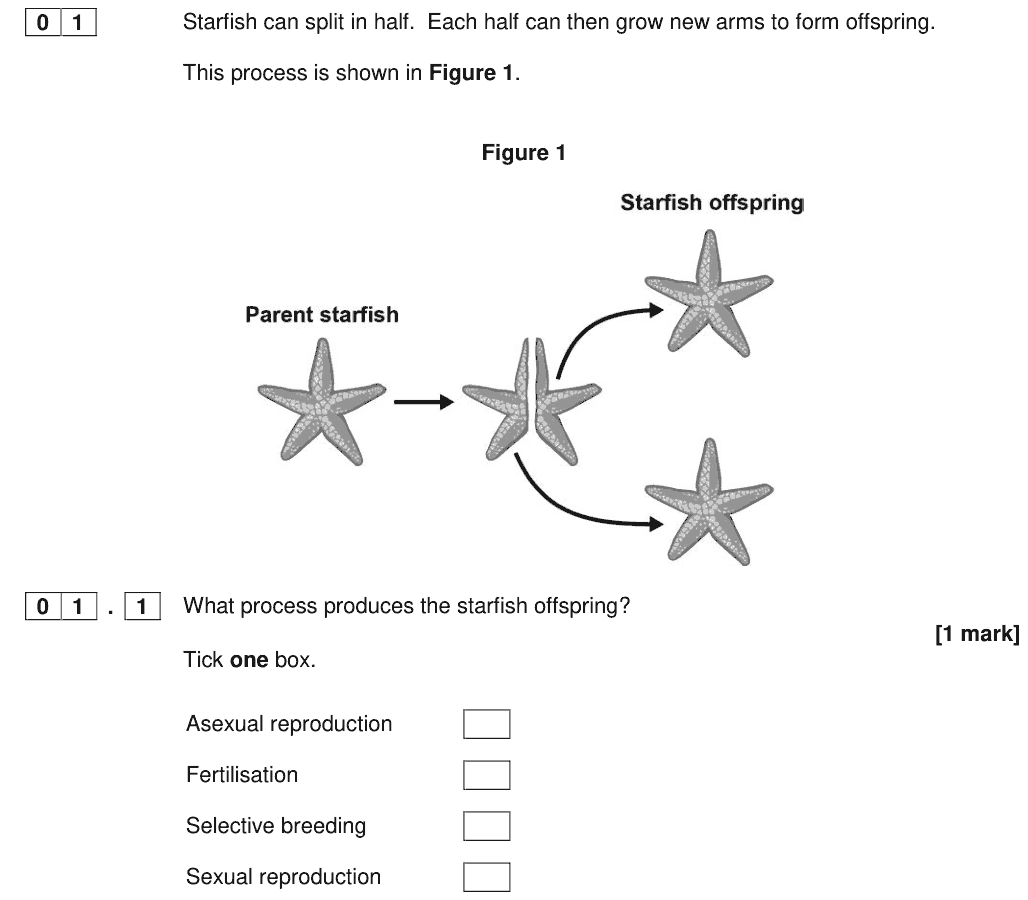 0 1 Starfish can split in half. Each half can then grow new arms to form offspring.
This process is shown in Figure 1.
Figure 1
Starfish offspring
Parent starfish
0 1 . 1 What process produces the starfish offspring?
[1 mark]
Tick one box.
Asexual reproduction
Fertilisation
Selective breeding
Sexual reproduction